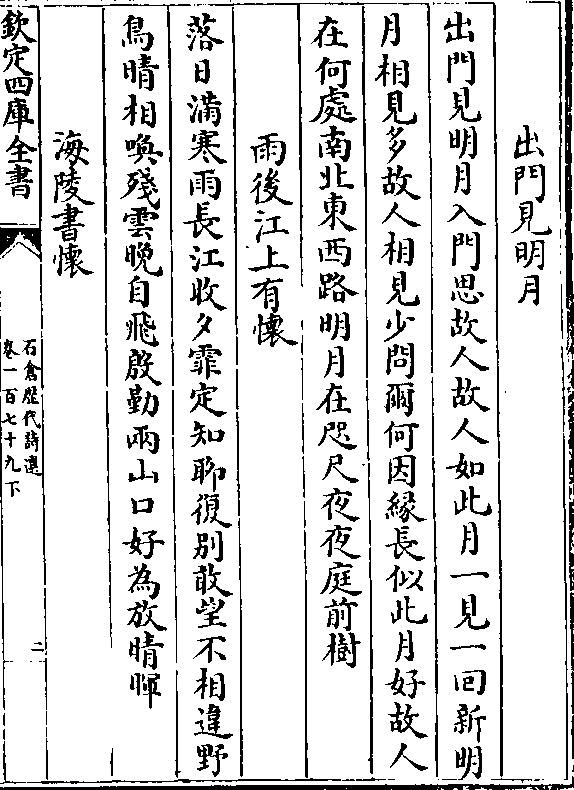 出門見明月
出門見明月入門思故人故人如此月一見一回新明
月相見多故人相見少問爾何因緣長似此月好故人
在何處南北東西路明月在咫尺夜夜庭前樹
雨後江上有懷
落日滿寒雨長江收夕霏定知聊復別敢望不相違野
鳥晴相喚殘雲晚自飛殷勤兩山口好為放晴暉
海陵書懷
欽定四庫全書
石倉歷代詩選
卷一百七十九下
二